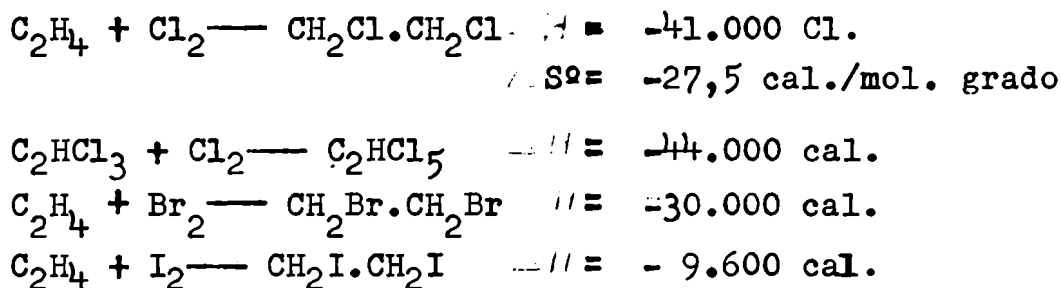 C₂H₄ + Cl₂— CH₂Cl.CH₂Cl = -41.000 Cl.
Sº= -27,5 cal./mol. grado
C₂HCl₃ + Cl₂— C₂HCl₅ = -44.000 cal.
C₂H₄ + Br₂— CH₂Br.CH₂Br = -30.000 cal.
C₂H₄ + I₂— CH₂I.CH₂I = - 9.600 cal.